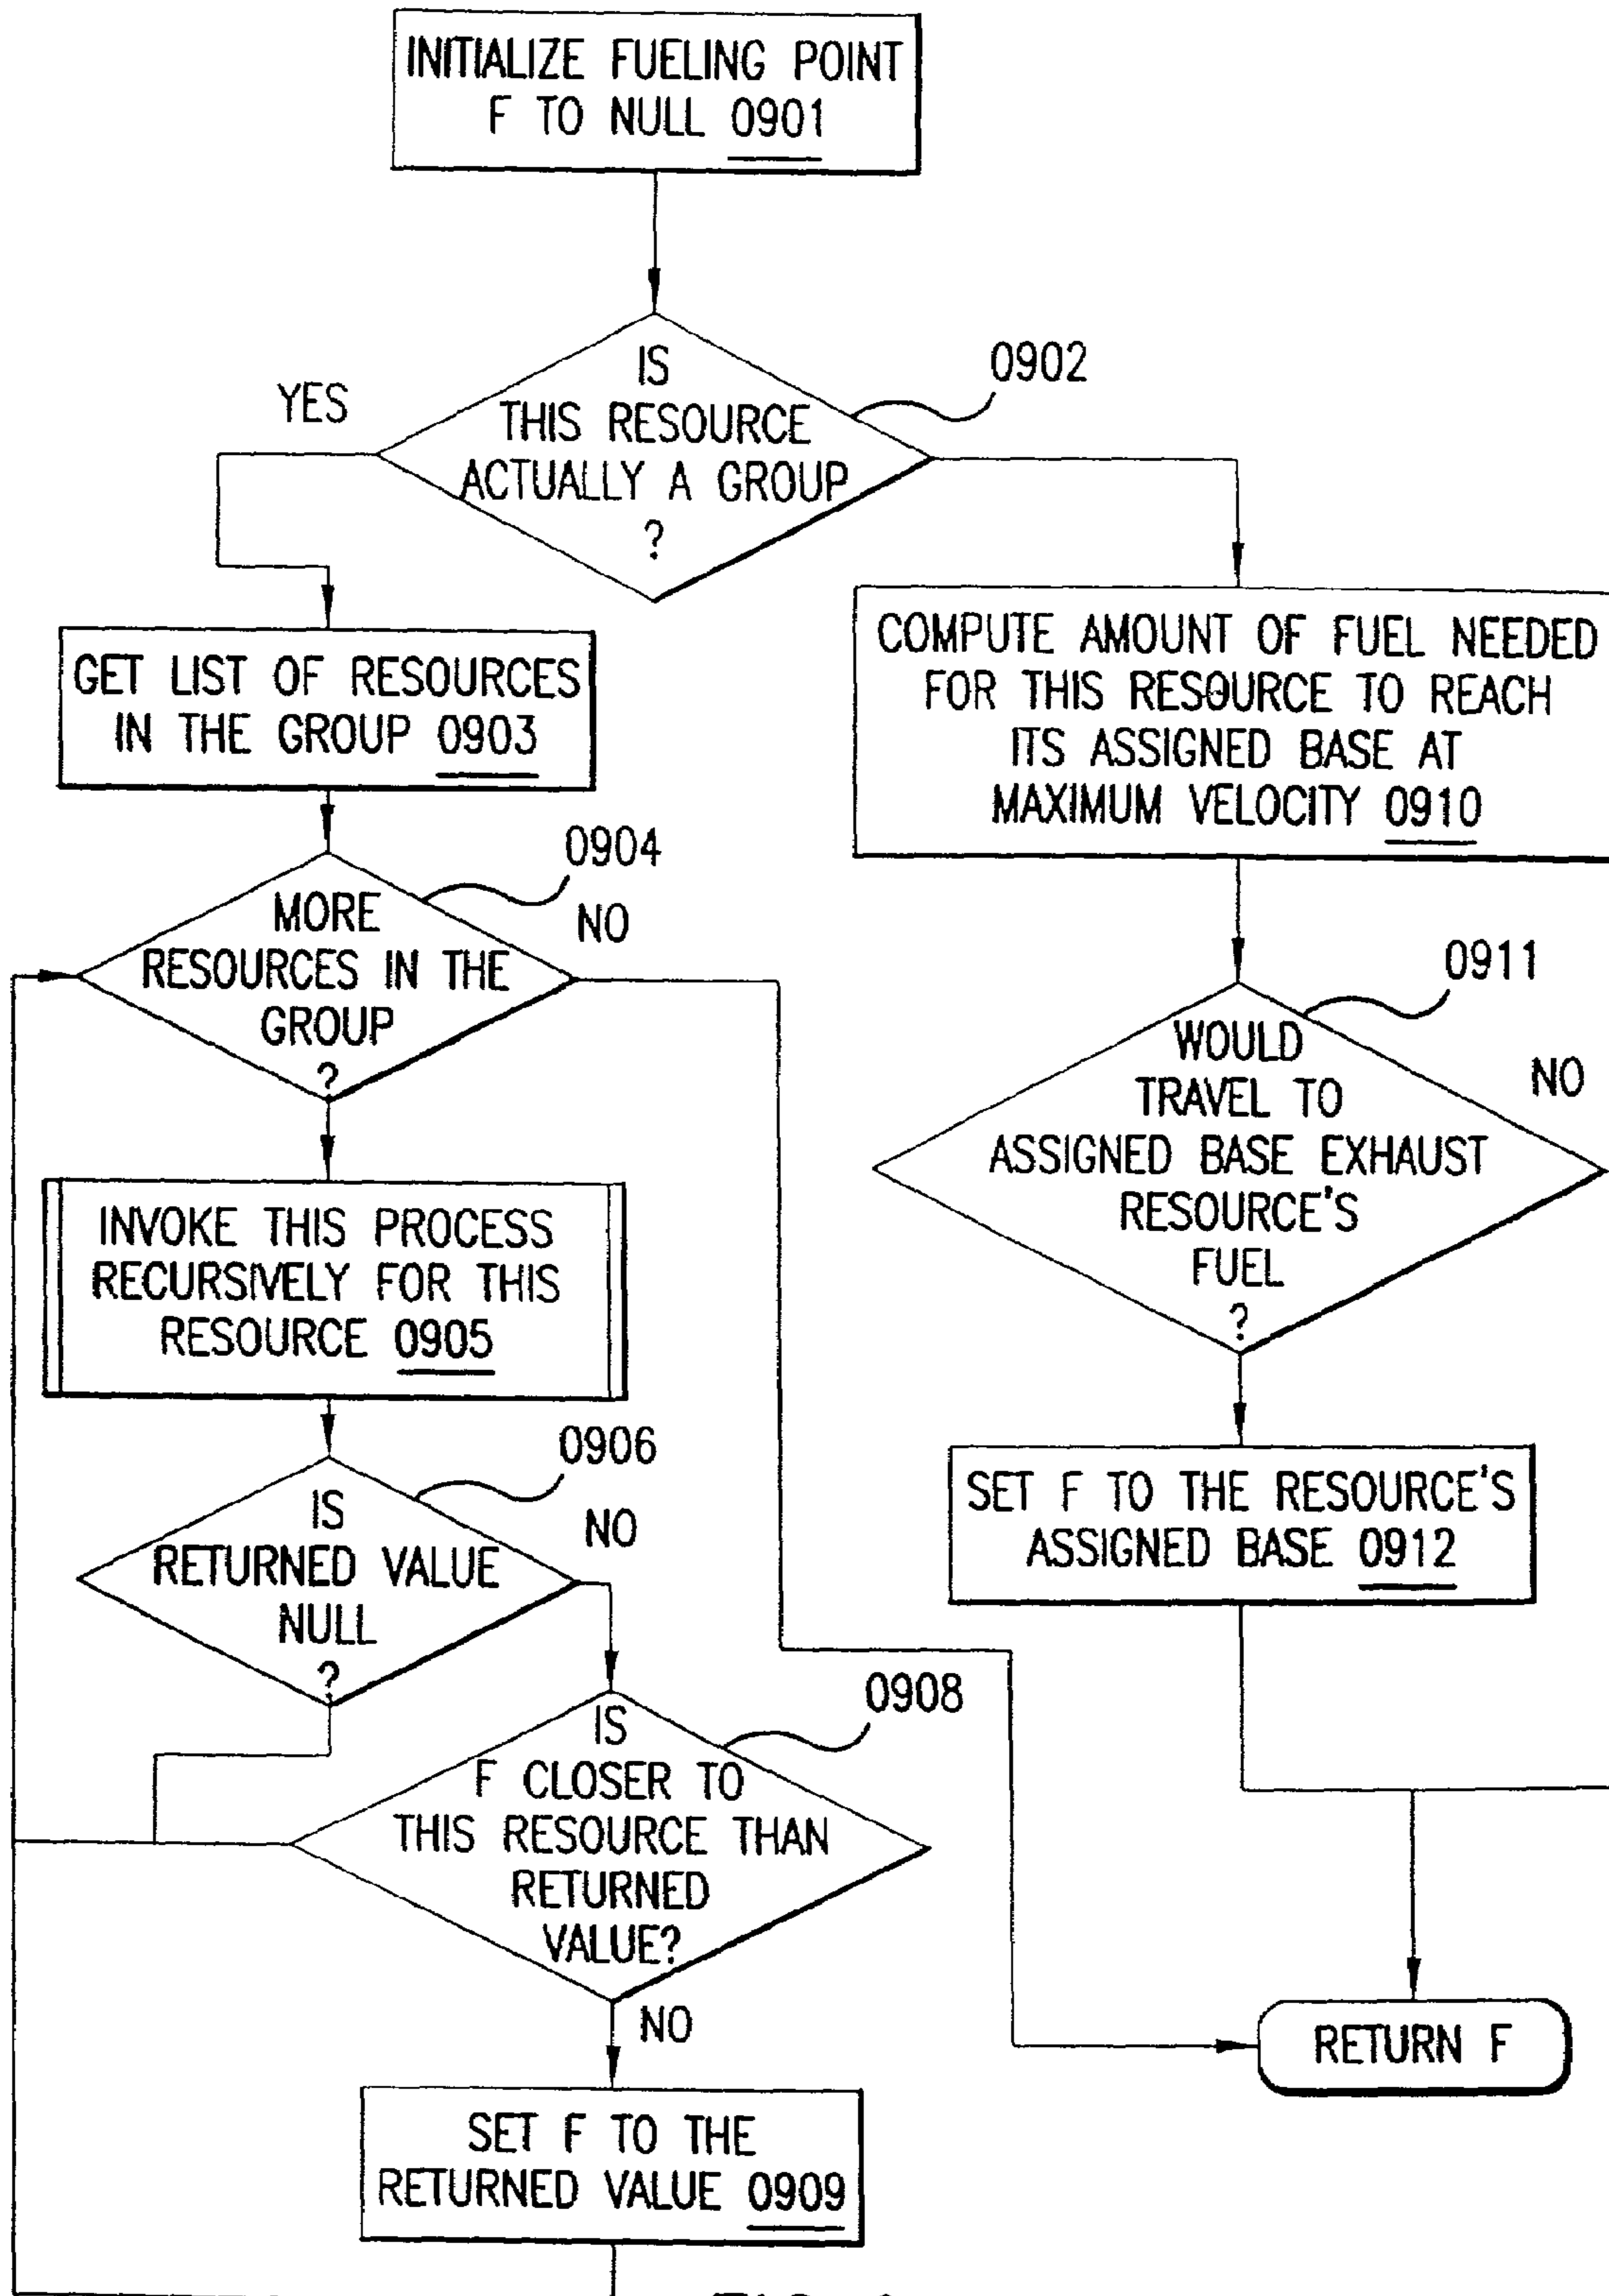 INITIALIZE FUELING POINT
F TO NULL 0901
IS
THIS RESOURCE
ACTUALLY A GROUP
?
0902
YES
GET LIST OF RESOURCES
IN THE GROUP 0903
COMPUTE AMOUNT OF FUEL NEEDED
FOR THIS RESOURCE TO REACH
ITS ASSIGNED BASE AT
MAXIMUM VELOCITY 0910
0904
MORE
RESOURCES IN THE
GROUP
?
NO
0911
WOULD
TRAVEL TO
ASSIGNED BASE EXHAUST
RESOURCE'S
FUEL
?
NO
INVOKE THIS PROCESS
RECURSIVELY FOR THIS
RESOURCE 0905
0906
IS
RETURNED VALUE
NULL
?
NO
SET F TO THE RESOURCE'S
ASSIGNED BASE 0912
0908
IS
F CLOSER TO
THIS RESOURCE THAN
RETURNED
VALUE?
NO
RETURN F
SET F TO THE
RETURNED VALUE 0909